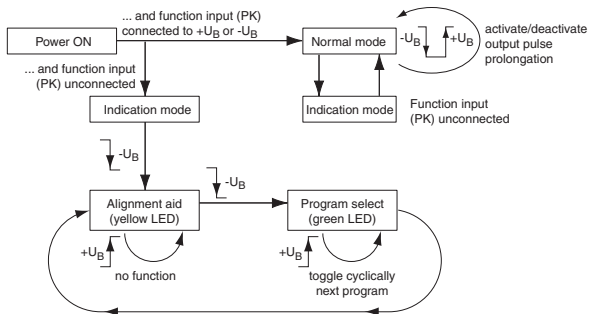 ... and function input (PK)
connected to +UB or -UB
Power ON
Normal mode
-UB
+UB
activate/deactivate
output pulse
prolongation
... and function input
(PK) unconnected
Indication mode
Indication mode
Function input
(PK) unconnected
-UB
-UB
Alignment aid
(yellow LED)
Program select
(green LED)
+UB
no function
+UB
toggle cyclically
next program